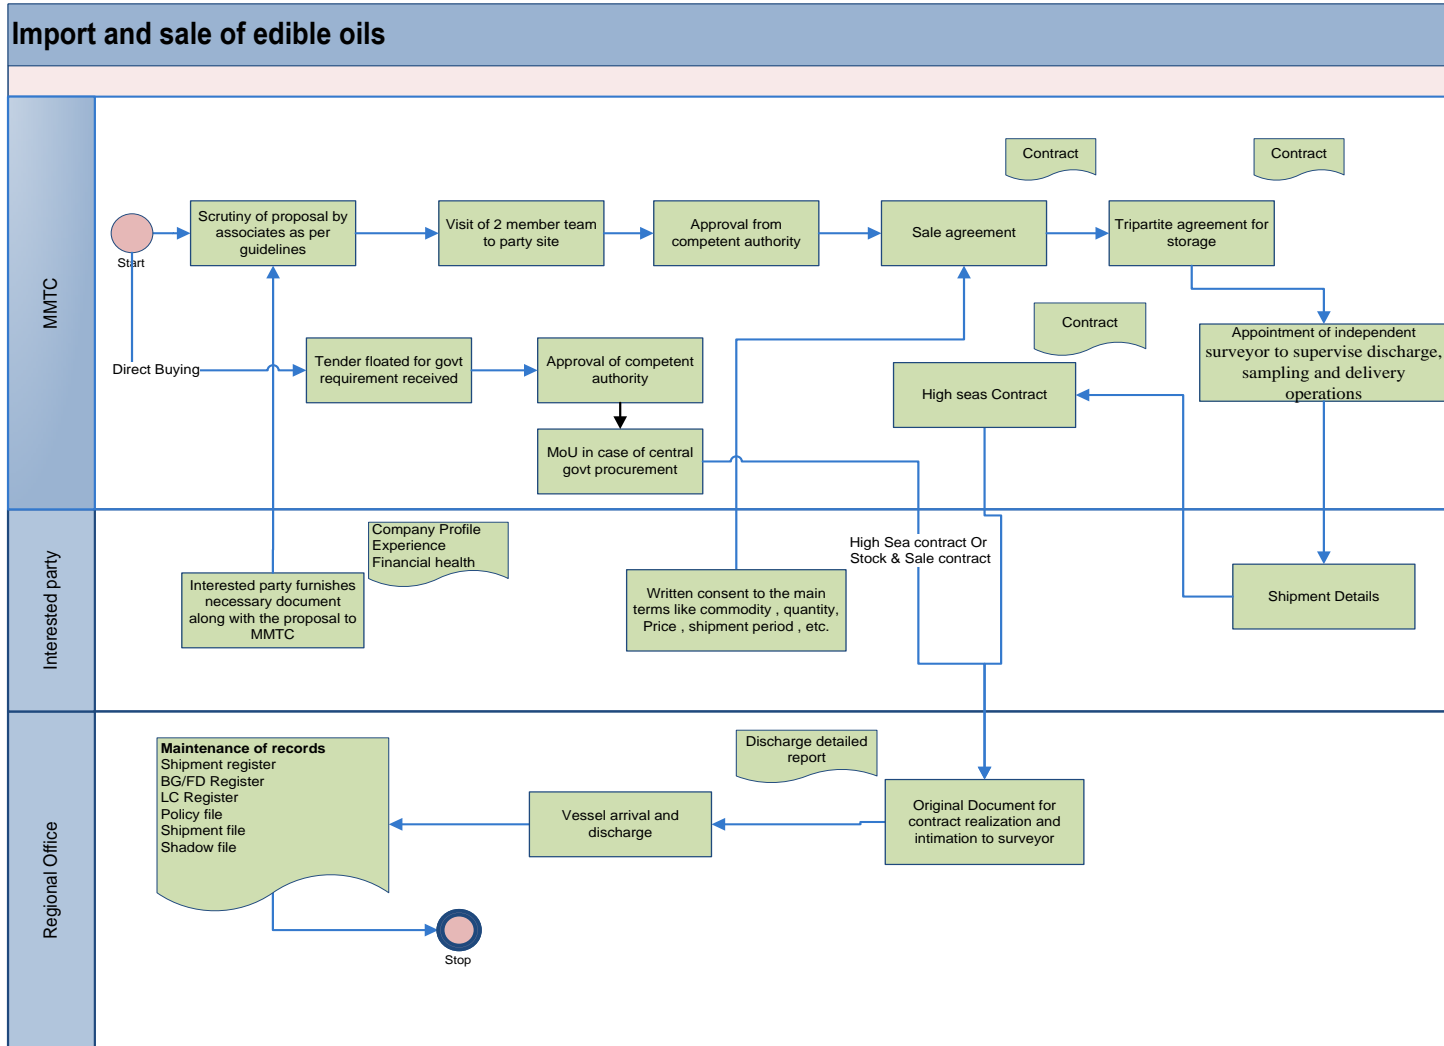 Import and sale of edible oils
MMTC
Contract
Contract
Start
Scrutiny of proposal by
associates as per
guidelines
Visit of 2 member team
to party site
Approval from
competent authority
Sale agreement
Tripartite agreement for
storage
Direct Buying
Tender floated for govt
requirement received
Approval of competent
authority
MoU in case of central
govt procurement
Contract
High seas Contract
Appointment of independent
surveyor to supervise discharge,
sampling and delivery
operations
Interested party
Company Profile
Experience
Financial health
Interested party furnishes
necessary document
along with the proposal to
MMTC
Written consent to the main
terms like commodity , quantity,
Price , shipment period , etc.
High Sea contract Or
Stock & Sale contract
Shipment Details
Regional Office
Maintenance of records
Shipment register
BG/FD Register
LC Register
Policy file
Shipment file
Shadow file
Vessel arrival and
discharge
Discharge detailed
report
Original Document for
contract realization and
intimation to surveyor
Stop